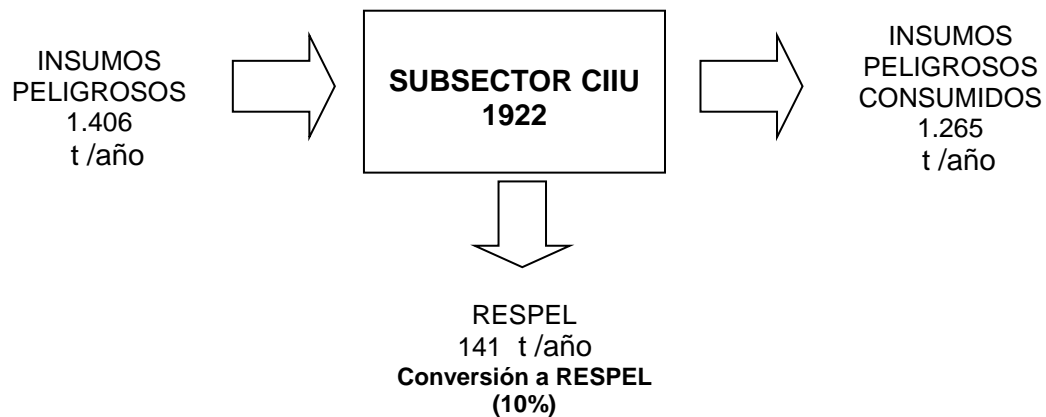 INSUMOS
PELIGROSOS
1.406
t /año
SUBSECTOR CIIU
1922
INSUMOS
PELIGROSOS
CONSUMIDOS
1.265
t /año
RESPEL
141 t /año
Conversión a RESPEL
(10%)